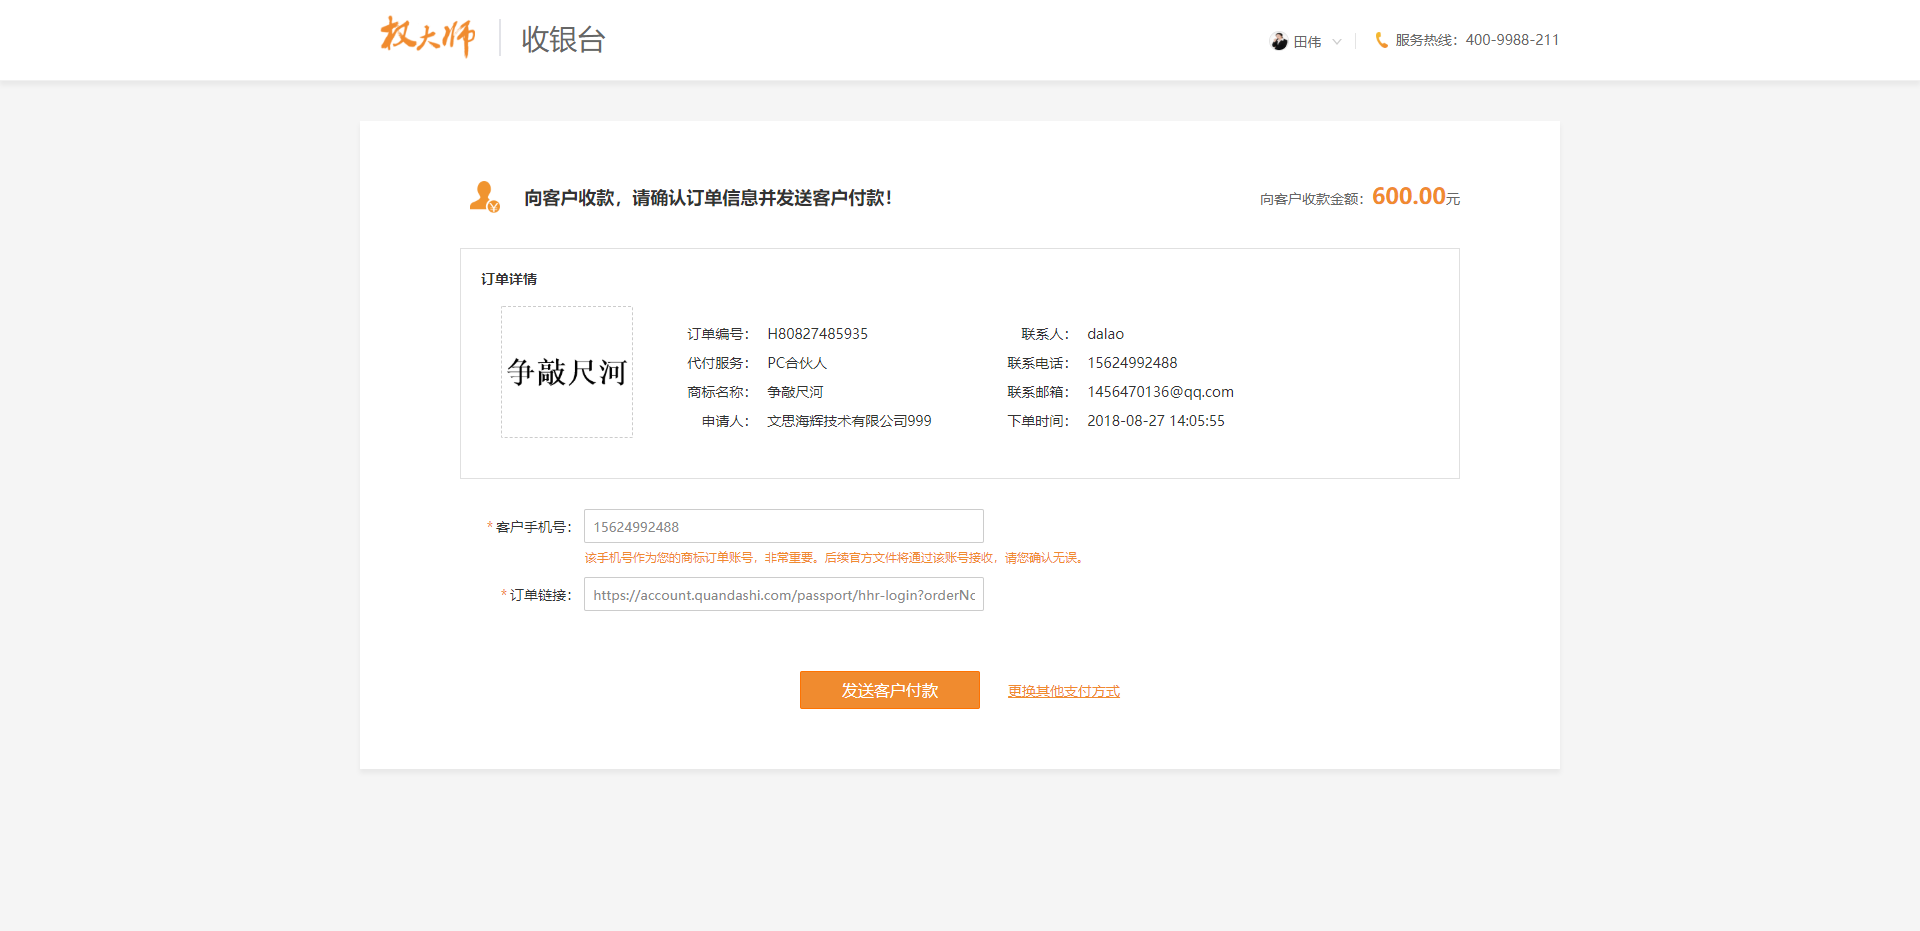 权大师
收银台
田伟
服务热线：400-9988-211
向客户收款，请确认订单信息并发送客户付款！
向客户收款金额：600.00元
订单详情
争敲尺河
订单编号： H80827485935
联系人： dalao
代付服务： PC合伙人
联系电话： 15624992488
商标名称： 争敲尺河
联系邮箱： 1456470136@qq.com
申请人： 文思海辉技术有限公司999
下单时间： 2018-08-27 14:05:55
*客户手机号： 15624992488
该手机号作为您的商标订单账号，非常重要。后续官方文件将通过该账号接收，请您确认无误。
*订单链接： https://account.quandashi.com/passport/hhr-login?orderNo
发送客户付款
更换其他支付方式